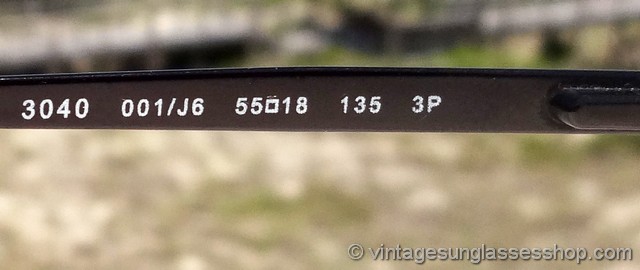 3040 001/J6 55□18 135 3P
© vintagesunglassesshop.com